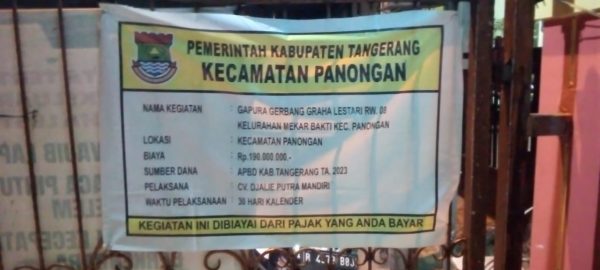 PEMERINTAH KABUPATEN TANGERANG
KECAMATAN PANONGAN
NAMA KEGIATAN : GAPURA GERBANG GRAHA LESTARI RW. 08
KELURAHAN MEKAR BAKTI KEC. PANONGAN
LOKASI : KECAMATAN PANONGAN
BIAYA : Rp.190.000.000.-
SUMBER DANA : APBD KAB.TANGERANG TA. 2023
PELAKSANA : CV. DJALIE PUTRA MANDIRI
WAKTU PELAKSANAAN : 30 HARI KALENDER
KEGIATAN INI DIBIAYAI DARI PAJAK YANG ANDA BAYAR